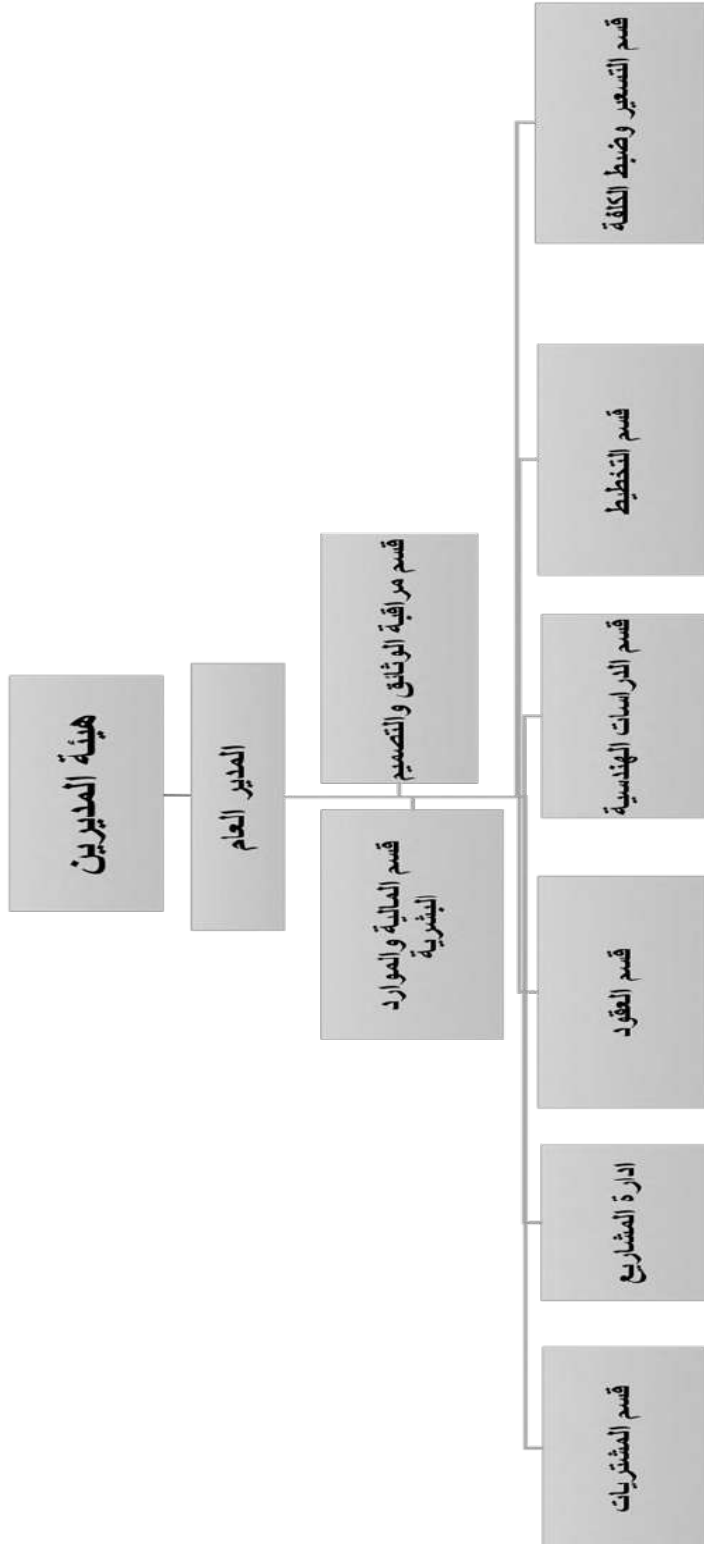 هيئة المديرين
المدير العام
قسم مراقبة الوثائق والتصميم
قسم المالية والموارد
البشرية
قسم التسعير وضبط الكلفة
قسم التخطيط
قسم الدراسات الهندسية
قسم العقود
ادارة المشاريع
قسم المشتريات